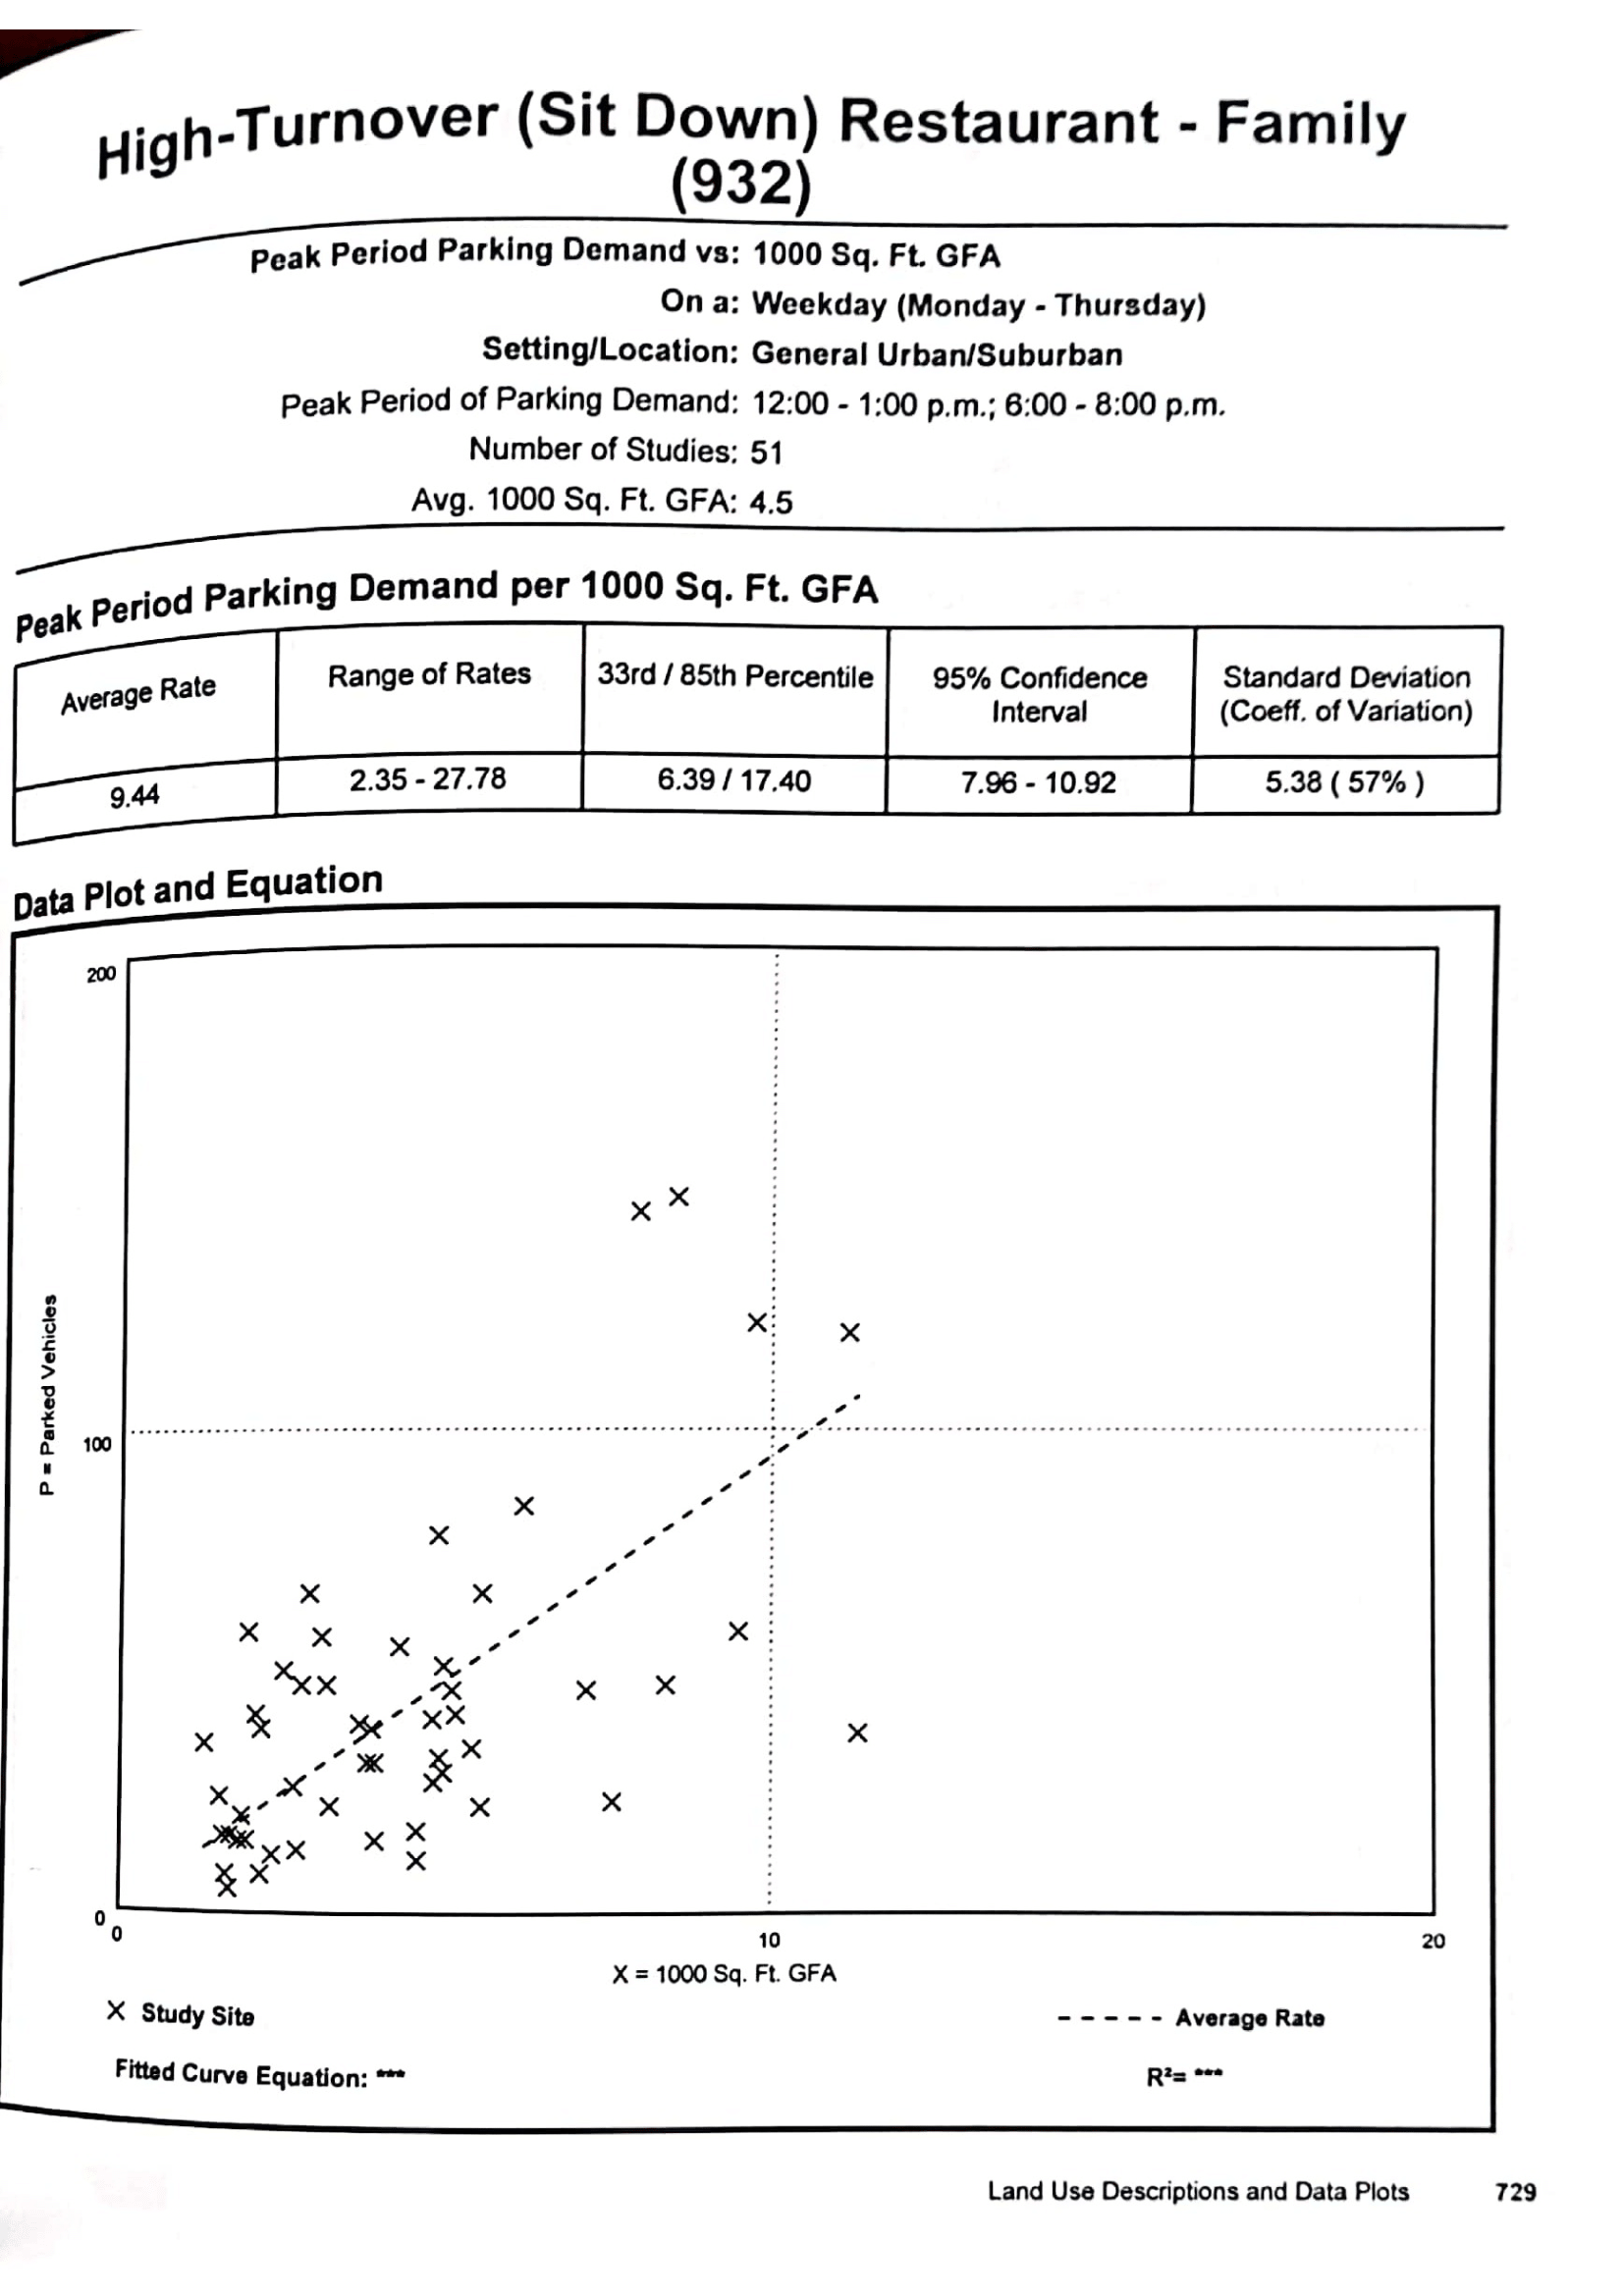 High-Turnover (Sit Down) Restaurant - Family
(932)
Peak Period Parking Demand vs: 1000 Sq. Ft. GFA
On a: Weekday (Monday - Thursday)
Setting/Location: General Urban/Suburban
Peak Period of Parking Demand: 12:00 - 1:00 p.m.; 6:00 - 8:00 p.m.
Number of Studies: 51
Avg. 1000 Sq. Ft. GFA: 4.5
Peak Period Parking Demand per 1000 Sq. Ft. GFA
Average Rate
Range of Rates
33rd / 85th Percentile
95% Confidence
Interval
Standard Deviation
(Coeff. of Variation)
9.44
2.35 - 27.78
6.39 / 17.40
7.96 - 10.92
5.38 ( 57% )
Data Plot and Equation
200
P = Parked Vehicles
100
0
0
10
20
X = 1000 Sq. Ft. GFA
X Study Site
- - - - - Average Rate
Fitted Curve Equation: ***
R²= ***
Land Use Descriptions and Data Plots 729